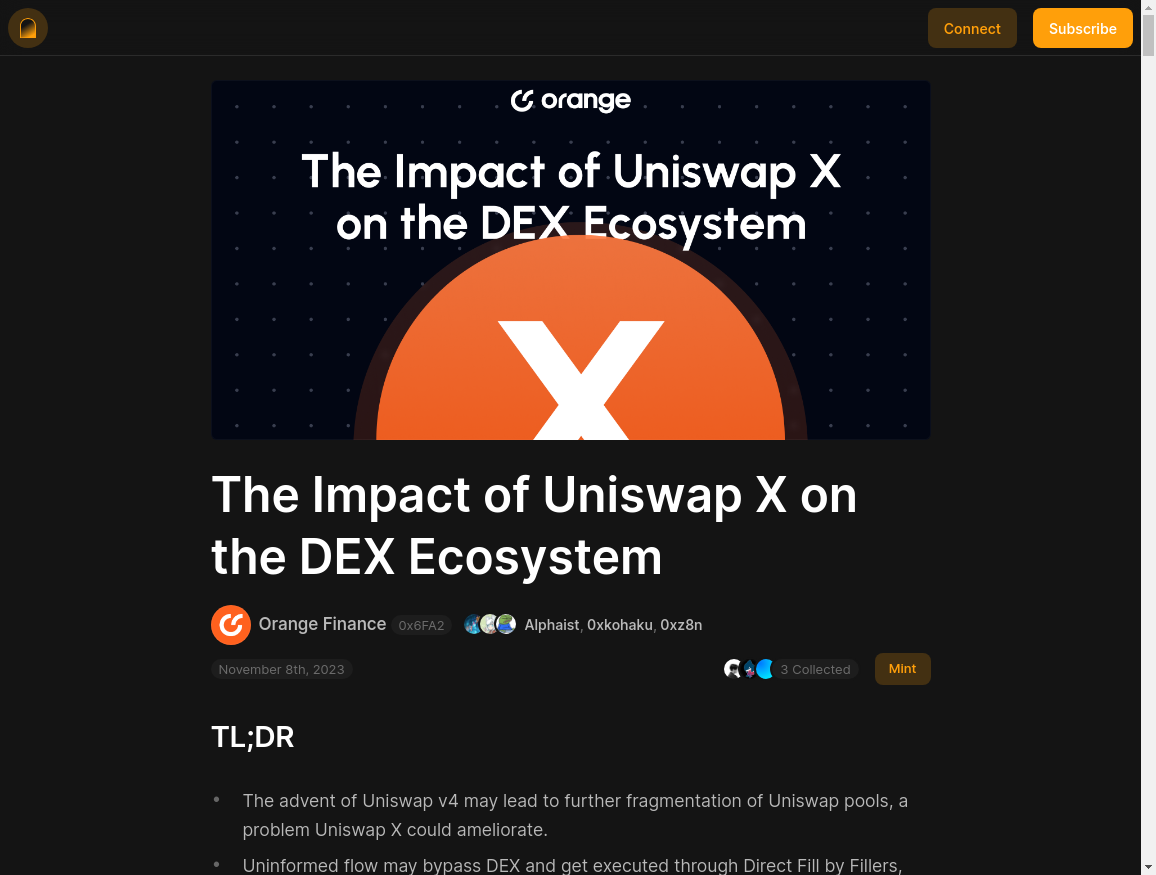 Connect
Subscribe
orange
The Impact of Uniswap X
on the DEX Ecosystem
X
The Impact of Uniswap X on
the DEX Ecosystem
Orange Finance 0x6FA2 Alphaist, 0xkohaku, 0xz8n
November 8th, 2023 3 Collected Mint
TL;DR
• The advent of Uniswap v4 may lead to further fragmentation of Uniswap pools, a
problem Uniswap X could ameliorate.
• Uninformed flow may bypass DEX and get executed through Direct Fill by Fillers,